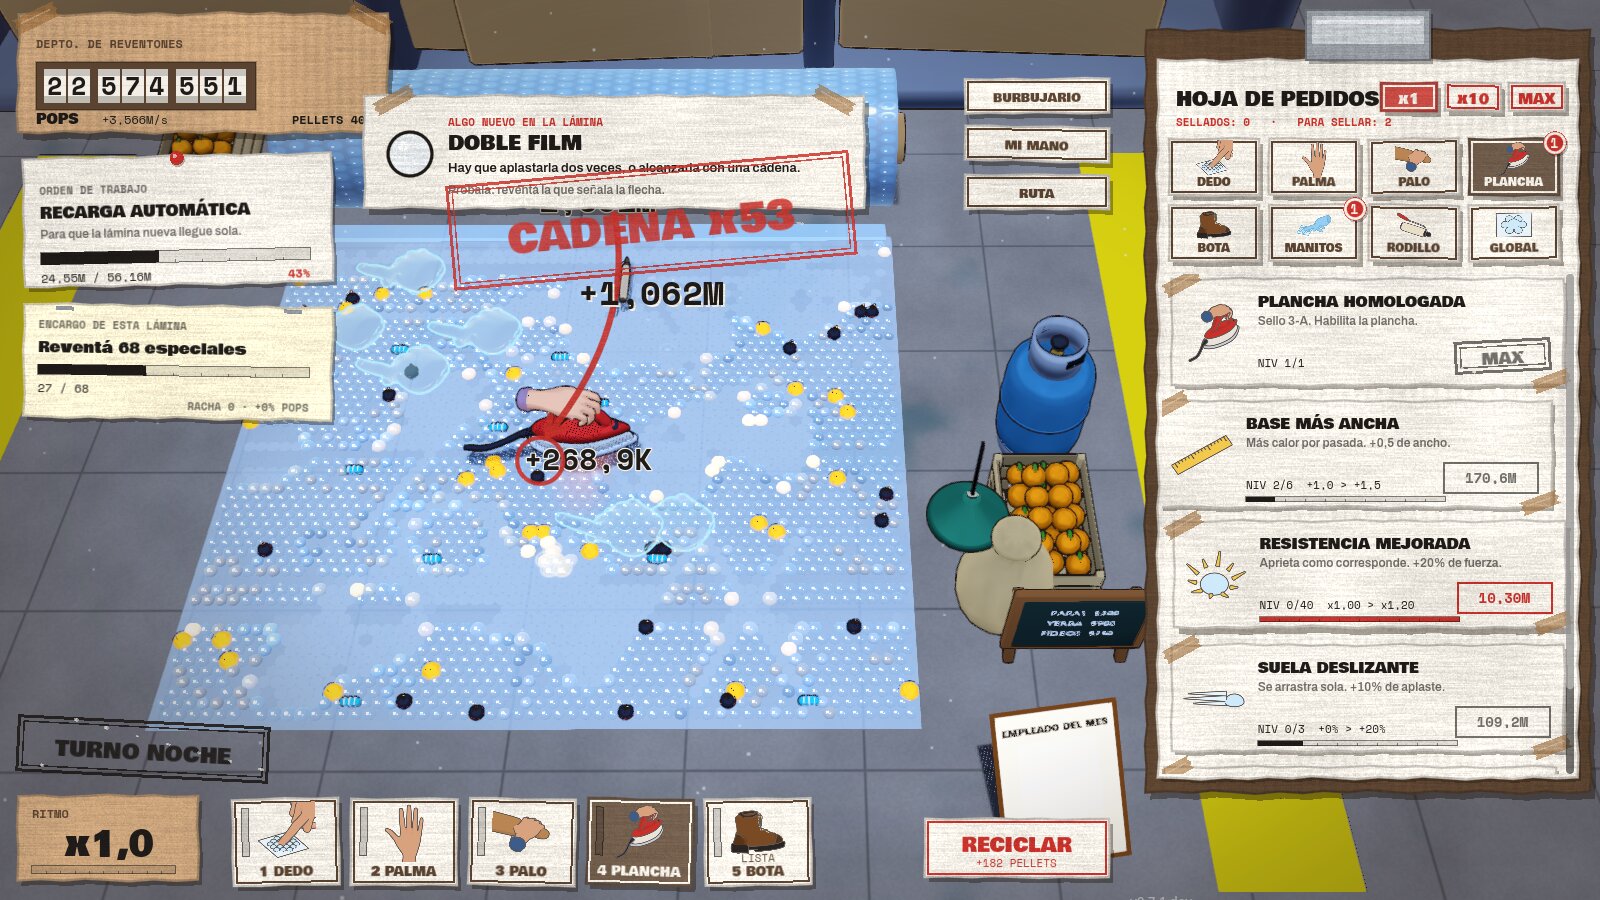 DEPTO. DE REVENTONES
22 574 551
POPS +3,566M/s PELLETS 40
ORDEN DE TRABAJO
RECARGA AUTOMÁTICA
Para que la lámina nueva llegue sola.
24,55M / 56,16M 43%
ENCARGO DE ESTA LÁMINA
Reventá 68 especiales
27 / 68
RACHA 0 · +0% POPS
ALGO NUEVO EN LA LÁMINA
DOBLE FILM
Hay que aplastarla dos veces, o alcanzarla con una cadena.
Probala: reventá la que señala la flecha.
CADENA x53
+1,062M
+268,9K
BURBUJARIO
MI MANO
RUTA
HOJA DE PEDIDOS x1 x10 MAX
SELLADOS: 0 · PARA SELLAR: 2
DEDO PALMA PALO PLANCHA 1
BOTA MANITOS 1 RODILLO GLOBAL
PLANCHA HOMOLOGADA
Sello 3-A. Habilita la plancha.
NIV 1/1 MAX
BASE MÁS ANCHA
Más calor por pasada. +0,5 de ancho.
NIV 2/6 +1.0 > +1.5 170,6M
RESISTENCIA MEJORADA
Aprieta como corresponde. +20% de fuerza.
NIV 0/40 x1,00 > x1,20 10,30M
SUELA DESLIZANTE
Se arrastra sola. +10% de aplaste.
NIV 0/3 +0% > +20% 109,2M
EMPLEADO DEL MES
TURNO NOCHE
RITMO
x1,0
1 DEDO
2 PALMA
3 PALO
4 PLANCHA
LISTA
5 BOTA
RECICLAR
+182 PELLETS